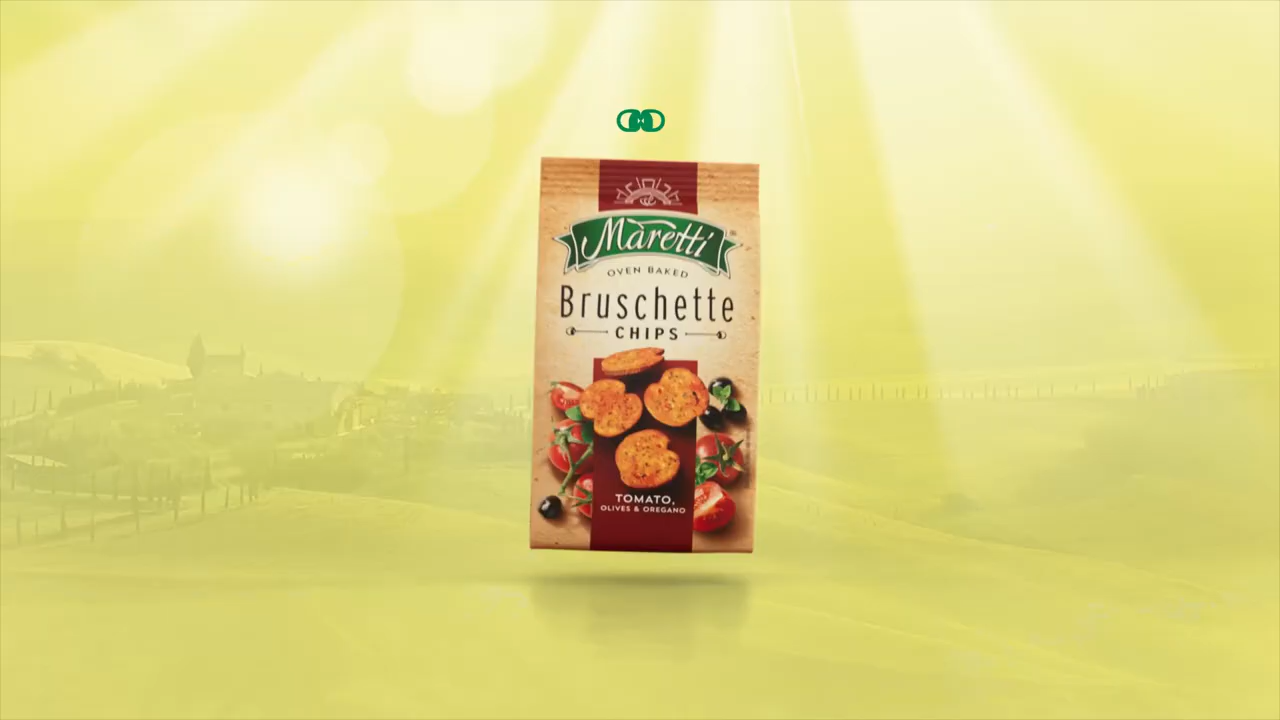 Maretti
OVEN BAKED
Bruschette
CHIPS
TOMATO,
OLIVES & OREGANO